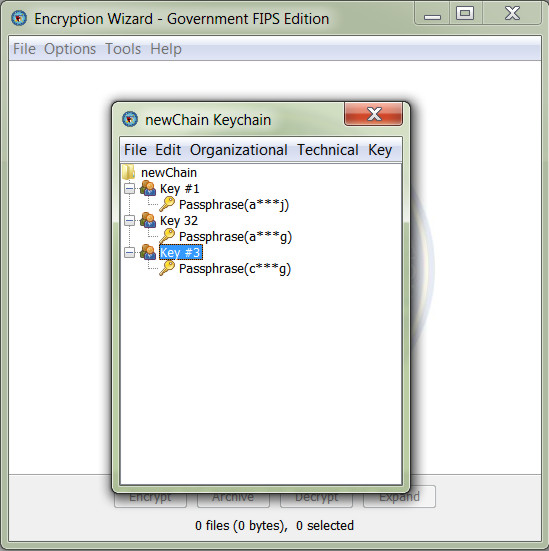 Encryption Wizard - Government FIPS Edition
File Options Tools Help
newChain Keychain
File Edit Organizational Technical Key
newChain
Key #1
Passphrase(a***j)
Key 32
Passphrase(a***g)
Key #3
Passphrase(c***g)
Encrypt Archive Decrypt Expand
0 files (0 bytes), 0 selected